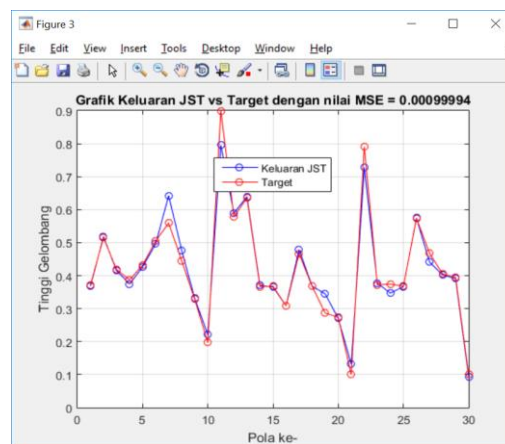 Figure 3
File Edit View Insert Tools Desktop Window Help
Grafik Keluaran JST vs Target dengan nilai MSE = 0.00099994
0.9
0.8
0.7
0.6
0.5
0.4
0.3
0.2
0.1
0
Tinggi Gelombang
Keluaran JST
Target
0 5 10 15 20 25 30
Pola ke-